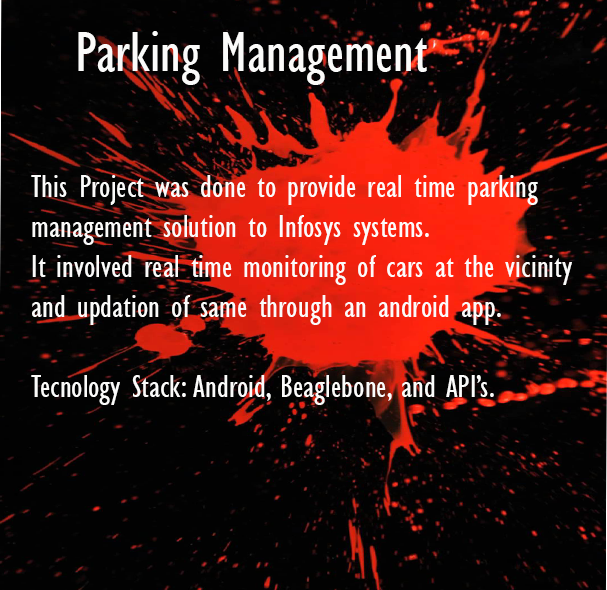 Parking Management
This Project was done to provide real time parking
management solution to Infosys systems.
It involved real time monitoring of cars at the vicinity
and updation of same through an android app.
Tecnology Stack: Android, Beaglebone, and API's.